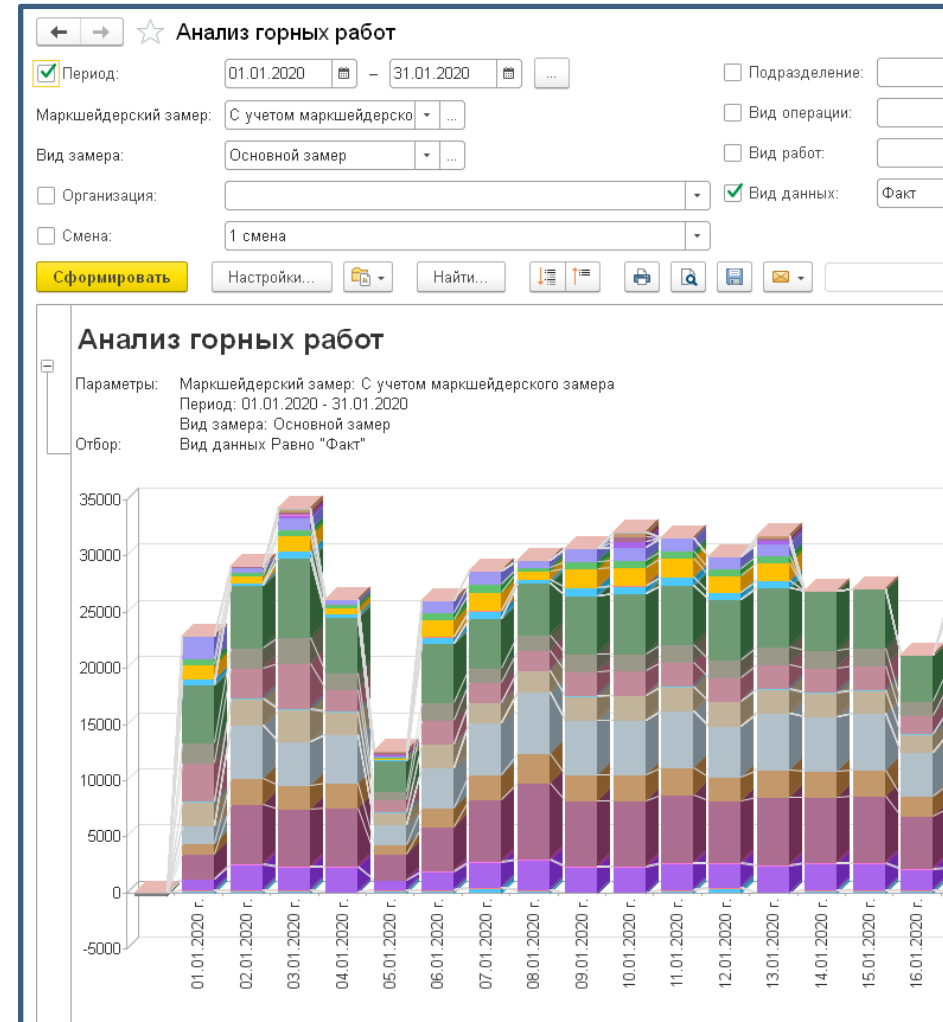 Анализ горных работ
Период: 01.01.2020 – 31.01.2020 ...
Подразделение:
Маркшейдерский замер: С учетом маркшейдерско ...
Вид операции:
Вид замера: Основной замер ...
Вид работ:
Организация:
Вид данных: Факт
Смена: 1 смена
Сформировать Настройки... Найти...
Анализ горных работ
Параметры: Маркшейдерский замер: С учетом маркшейдерского замера
Период: 01.01.2020 - 31.01.2020
Вид замера: Основной замер
Отбор: Вид данных Равно "Факт"
35000
30000
25000
20000
15000
10000
5000
0
-5000
01.01.2020 г.
02.01.2020 г.
03.01.2020 г.
04.01.2020 г.
05.01.2020 г.
06.01.2020 г.
07.01.2020 г.
08.01.2020 г.
09.01.2020 г.
10.01.2020 г.
11.01.2020 г.
12.01.2020 г.
13.01.2020 г.
14.01.2020 г.
15.01.2020 г.
16.01.2020 г.